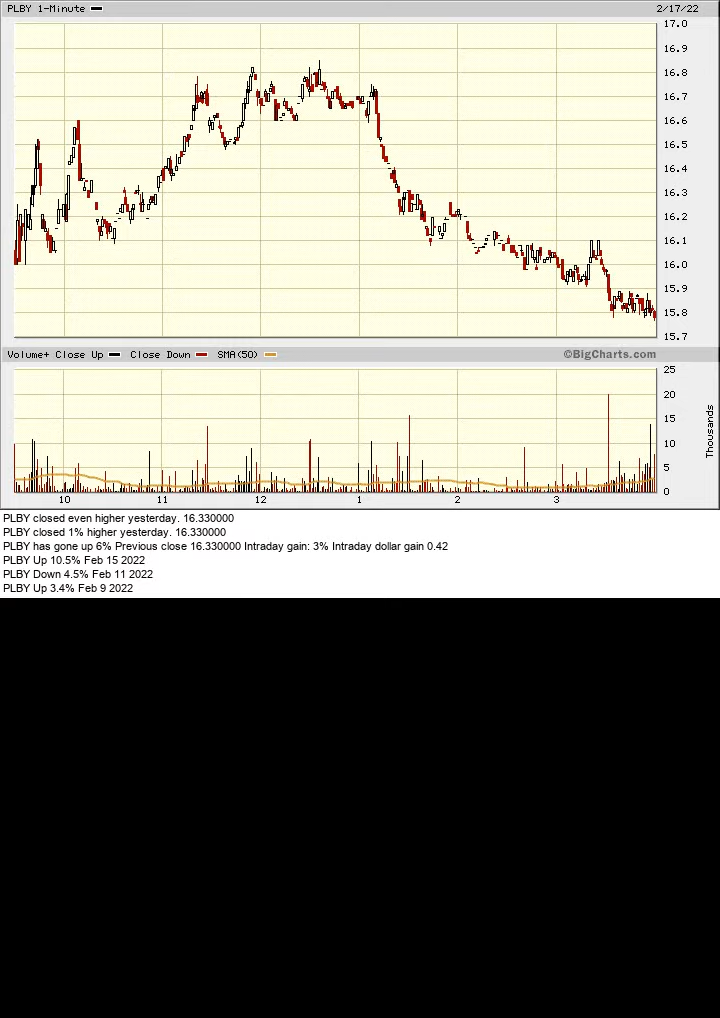 PLBY 1-Minute 2/17/22
17.0
16.9
16.8
16.7
16.6
16.5
16.4
16.3
16.2
16.1
16.0
15.9
15.8
15.7
Volume+ Close Up Close Down SMA(50) ©BigCharts.com
25
20
15
10
5
0
Thousands
10 11 12 1 2 3
PLBY closed even higher yesterday. 16.330000
PLBY closed 1% higher yesterday. 16.330000
PLBY has gone up 6% Previous close 16.330000 Intraday gain: 3% Intraday dollar gain 0.42
PLBY Up 10.5% Feb 15 2022
PLBY Down 4.5% Feb 11 2022
PLBY Up 3.4% Feb 9 2022